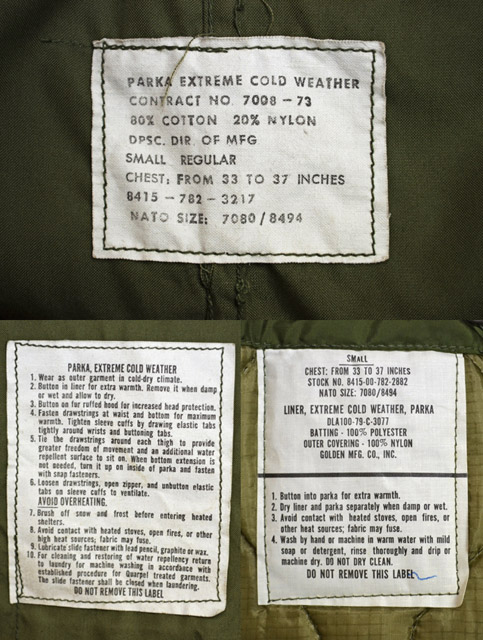 PARKA EXTREME COLD WEATHER
CONTRACT NO. 7008 - 73
80% COTTON 20% NYLON
DPSC. DIR. OF MFG
SMALL REGULAR
CHEST: FROM 33 TO 37 INCHES
8415 - 782 - 3217
NATO SIZE: 7080/8494
PARKA, EXTREME COLD WEATHER
1. Wear as outer garment in cold-dry climate.
2. Button in liner for extra warmth. Remove it when damp
or wet and allow to dry.
3. Button on fur ruffed hood for increased head protection.
4. Fasten drawstrings at waist and bottom for maximum
warmth. Tighten sleeve cuffs by drawing elastic tabs
tightly around wrists and buttoning tabs.
5. Tie the drawstrings around each thigh to provide
greater freedom of movement and an additional water
repellent surface to sit on. When bottom extension is
not needed, turn it up on inside of parka and fasten
with snap fasteners.
6. Loosen drawstrings, open zipper, and unbutton elastic
tabs on sleeve cuffs to ventilate.
AVOID OVERHEATING.
7. Brush off snow and frost before entering heated
shelters.
8. Avoid contact with heated stoves, open fires, or other
high heat sources; fabric may fuse.
9. Lubricate slide fastener with lead pencil, graphite or wax.
10. For cleaning and restoring of water repellency return
to laundry for machine washing in accordance with
established procedure for Quarpel treated garments.
The slide fastener shall be closed when laundering.
DO NOT REMOVE THIS LABEL
SMALL
CHEST: FROM 33 TO 37 INCHES
STOCK NO. 8415-00-782-2882
NATO SIZE: 7080/8494
LINER, EXTREME COLD WEATHER, PARKA
DLA100-79-C-3077
BATTING - 100% POLYESTER
OUTER COVERING - 100% NYLON
GOLDEN MFG. CO., INC.
1. Button into parka for extra warmth.
2. Dry liner and parka separately when damp or wet.
3. Avoid contact with heated stoves, open fires, or
other heat sources; fabric may fuse.
4. Wash by hand or machine in warm water with mild
soap or detergent, rinse thoroughly and drip or
machine dry. DO NOT DRY CLEAN.
DO NOT REMOVE THIS LABEL